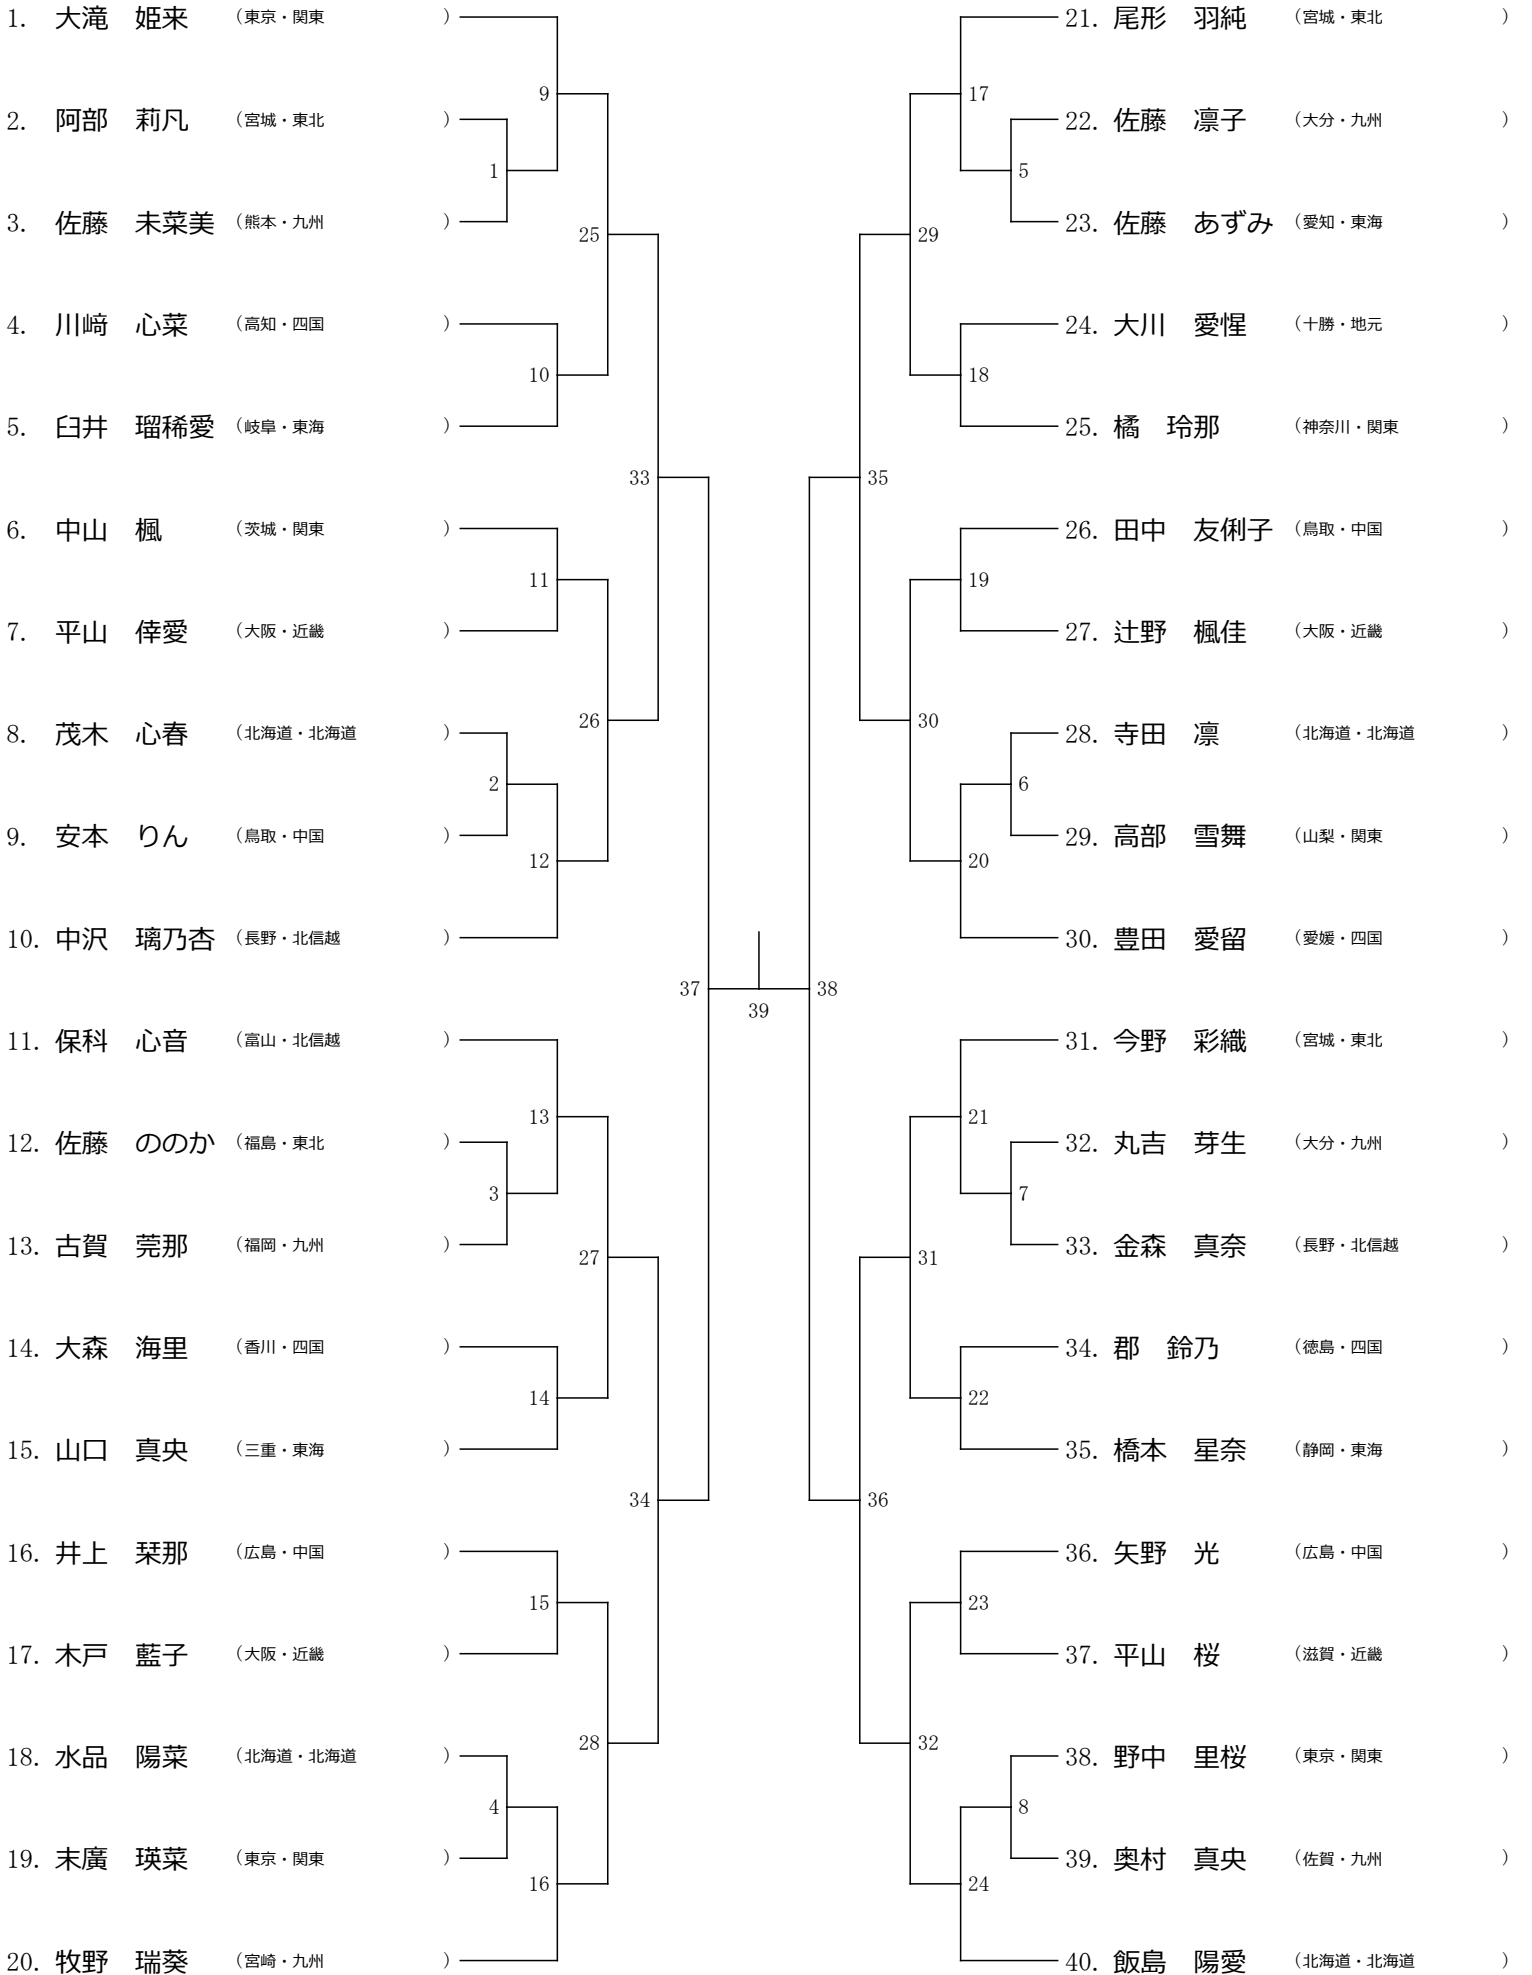 1. 大滝 姫来 （東京・関東 ）
2. 阿部 莉凡 （宮城・東北 ）
3. 佐藤 未菜美 （熊本・九州 ）
4. 川﨑 心菜 （高知・四国 ）
5. 臼井 瑠稀愛 （岐阜・東海 ）
6. 中山 楓 （茨城・関東 ）
7. 平山 倖愛 （大阪・近畿 ）
8. 茂木 心春 （北海道・北海道 ）
9. 安本 りん （鳥取・中国 ）
10. 中沢 璃乃杏 （長野・北信越 ）
11. 保科 心音 （富山・北信越 ）
12. 佐藤 ののか （福島・東北 ）
13. 古賀 莞那 （福岡・九州 ）
14. 大森 海里 （香川・四国 ）
15. 山口 真央 （三重・東海 ）
16. 井上 栞那 （広島・中国 ）
17. 木戸 藍子 （大阪・近畿 ）
18. 水品 陽菜 （北海道・北海道 ）
19. 末廣 瑛菜 （東京・関東 ）
20. 牧野 瑞葵 （宮崎・九州 ）
1
2
3
4
9
10
11
12
13
14
15
16
25
26
27
28
33
34
37
39
38
35
36
29
30
31
32
17
18
19
20
21
22
23
24
5
6
7
8
21. 尾形 羽純 （宮城・東北 ）
22. 佐藤 凛子 （大分・九州 ）
23. 佐藤 あずみ （愛知・東海 ）
24. 大川 愛惺 （十勝・地元 ）
25. 橘 玲那 （神奈川・関東 ）
26. 田中 友俐子 （鳥取・中国 ）
27. 辻野 楓佳 （大阪・近畿 ）
28. 寺田 凛 （北海道・北海道 ）
29. 高部 雪舞 （山梨・関東 ）
30. 豊田 愛留 （愛媛・四国 ）
31. 今野 彩織 （宮城・東北 ）
32. 丸吉 芽生 （大分・九州 ）
33. 金森 真奈 （長野・北信越 ）
34. 郡 鈴乃 （徳島・四国 ）
35. 橋本 星奈 （静岡・東海 ）
36. 矢野 光 （広島・中国 ）
37. 平山 桜 （滋賀・近畿 ）
38. 野中 里桜 （東京・関東 ）
39. 奥村 真央 （佐賀・九州 ）
40. 飯島 陽愛 （北海道・北海道 ）